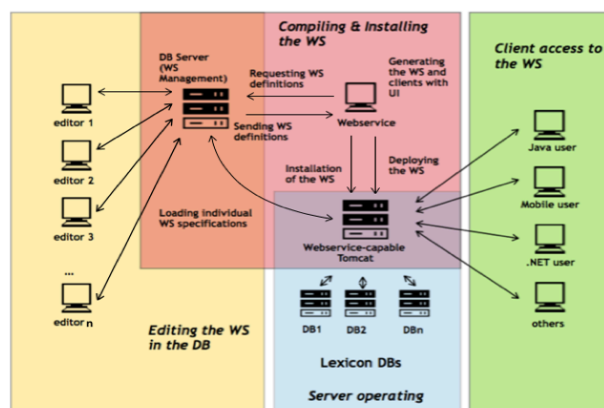 Compiling & Installing
the WS
Client access to
the WS
DB Server
(WS
Management)
Requesting WS
definitions
Generating
the WS and
clients with
UI
editor 1
Sending WS
definitions
Webservice
Java user
editor 2
Installation
of the WS
Deploying
the WS
Mobile user
editor 3
Loading individual
WS specifications
Webservice-capable
Tomcat
.NET user
...
editor n
DB1
DB2
DBn
others
Editing the WS
in the DB
Lexicon DBs
Server operating